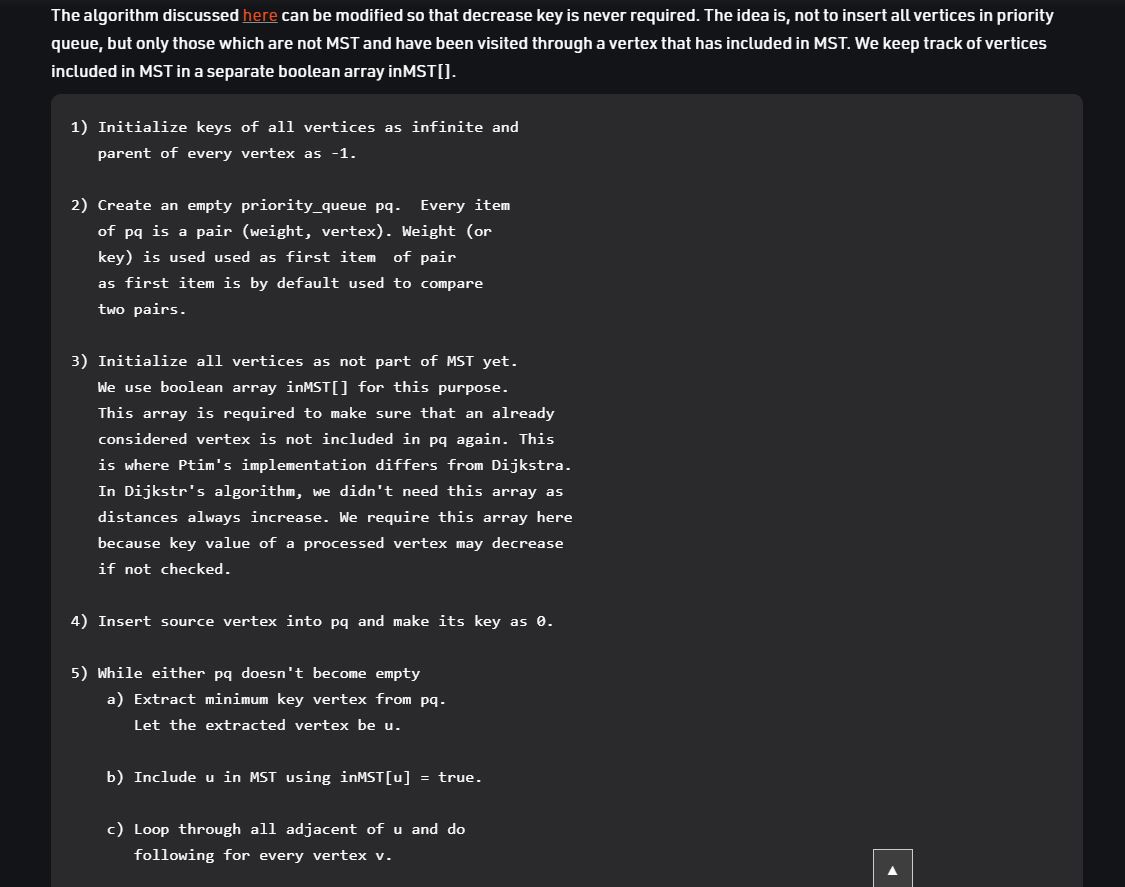 The algorithm discussed here can be modified so that decrease key is never required. The idea is, not to insert all vertices in priority
queue, but only those which are not MST and have been visited through a vertex that has included in MST. We keep track of vertices
included in MST in a separate boolean array inMST[].
1) Initialize keys of all vertices as infinite and
parent of every vertex as -1.
2) Create an empty priority_queue pq.  Every item
of pq is a pair (weight, vertex). Weight (or
key) is used used as first item  of pair
as first item is by default used to compare
two pairs.
3) Initialize all vertices as not part of MST yet.
We use boolean array inMST[] for this purpose.
This array is required to make sure that an already
considered vertex is not included in pq again. This
is where Ptim's implementation differs from Dijkstra.
In Dijkstr's algorithm, we didn't need this array as
distances always increase. We require this array here
because key value of a processed vertex may decrease
if not checked.
4) Insert source vertex into pq and make its key as 0.
5) While either pq doesn't become empty
a) Extract minimum key vertex from pq.
Let the extracted vertex be u.
b) Include u in MST using inMST[u] = true.
c) Loop through all adjacent of u and do
following for every vertex v.